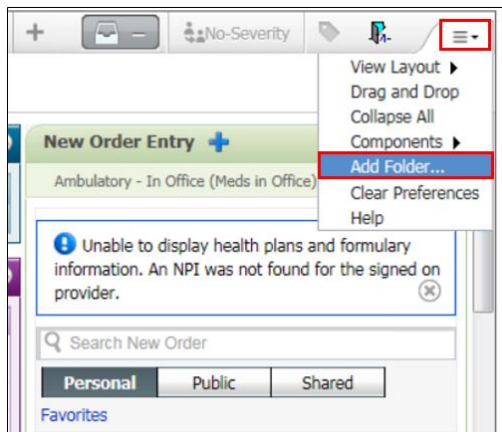 No-Severity
View Layout
Drag and Drop
Collapse All
Components
Add Folder...
Clear Preferences
Help
New Order Entry
Ambulatory - In Office (Meds in Office)
Unable to display health plans and formulary
information. An NPI was not found for the signed on
provider.
Search New Order
Personal Public Shared
Favorites